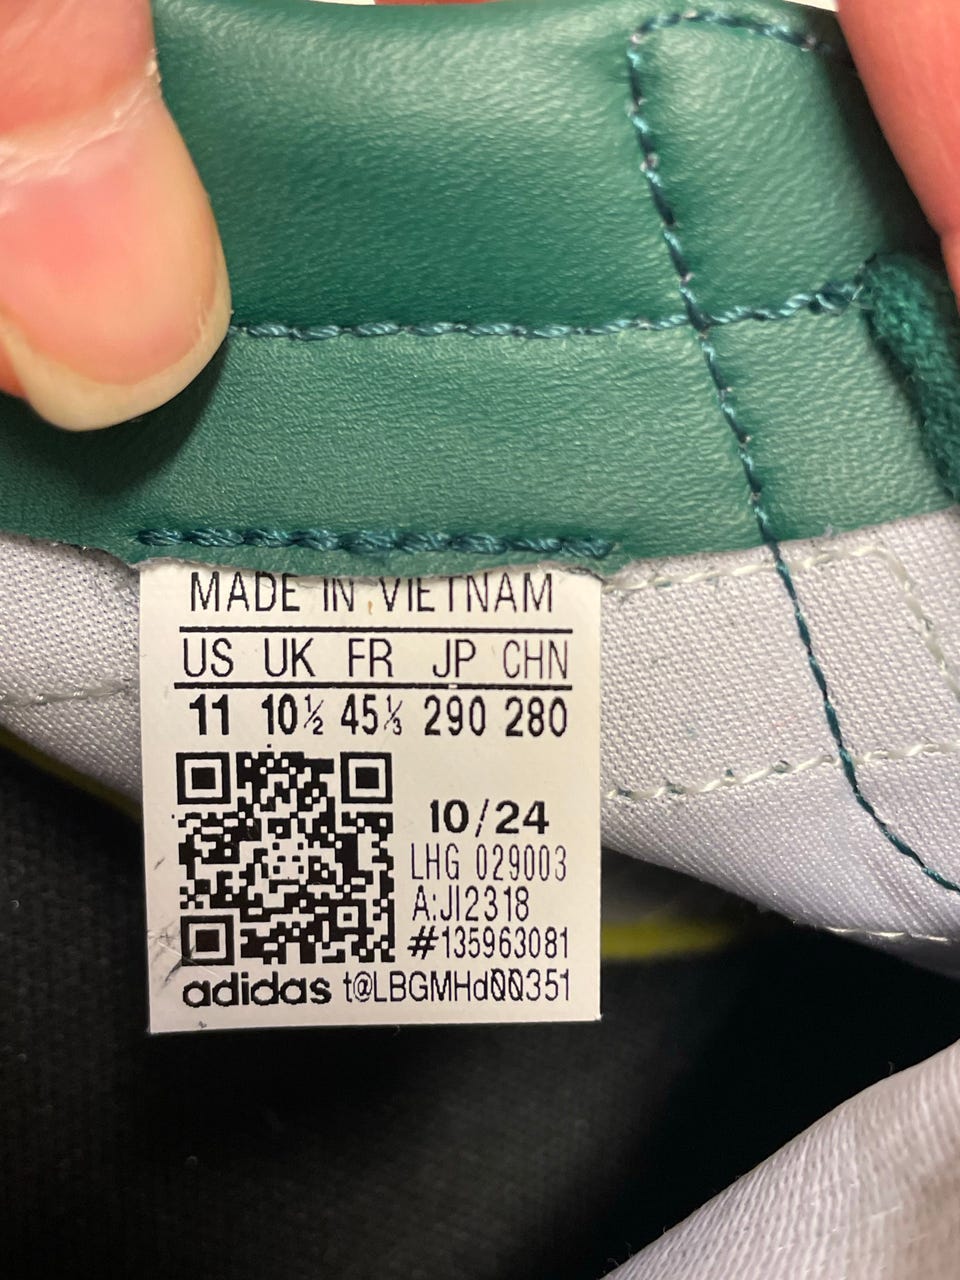 MADE IN VIETNAM
US UK FR JP CHN
11 10½ 45⅓ 290 280
10/24
LHG 029003
A:JI2318
#135963081
adidas t@LBGMHd00351